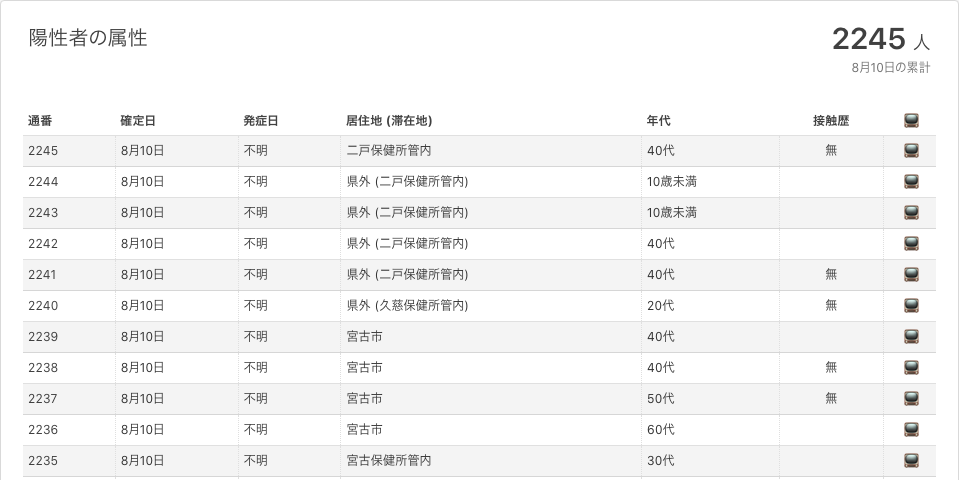 陽性者の属性
2245 人
8月10日の累計
通番 確定日 発症日 居住地 (滞在地) 年代 接触歴
2245 8月10日 不明 二戸保健所管内 40代 無
2244 8月10日 不明 県外 (二戸保健所管内) 10歳未満
2243 8月10日 不明 県外 (二戸保健所管内) 10歳未満
2242 8月10日 不明 県外 (二戸保健所管内) 40代
2241 8月10日 不明 県外 (二戸保健所管内) 40代 無
2240 8月10日 不明 県外 (久慈保健所管内) 20代 無
2239 8月10日 不明 宮古市 40代
2238 8月10日 不明 宮古市 40代 無
2237 8月10日 不明 宮古市 50代 無
2236 8月10日 不明 宮古市 60代
2235 8月10日 不明 宮古保健所管内 30代